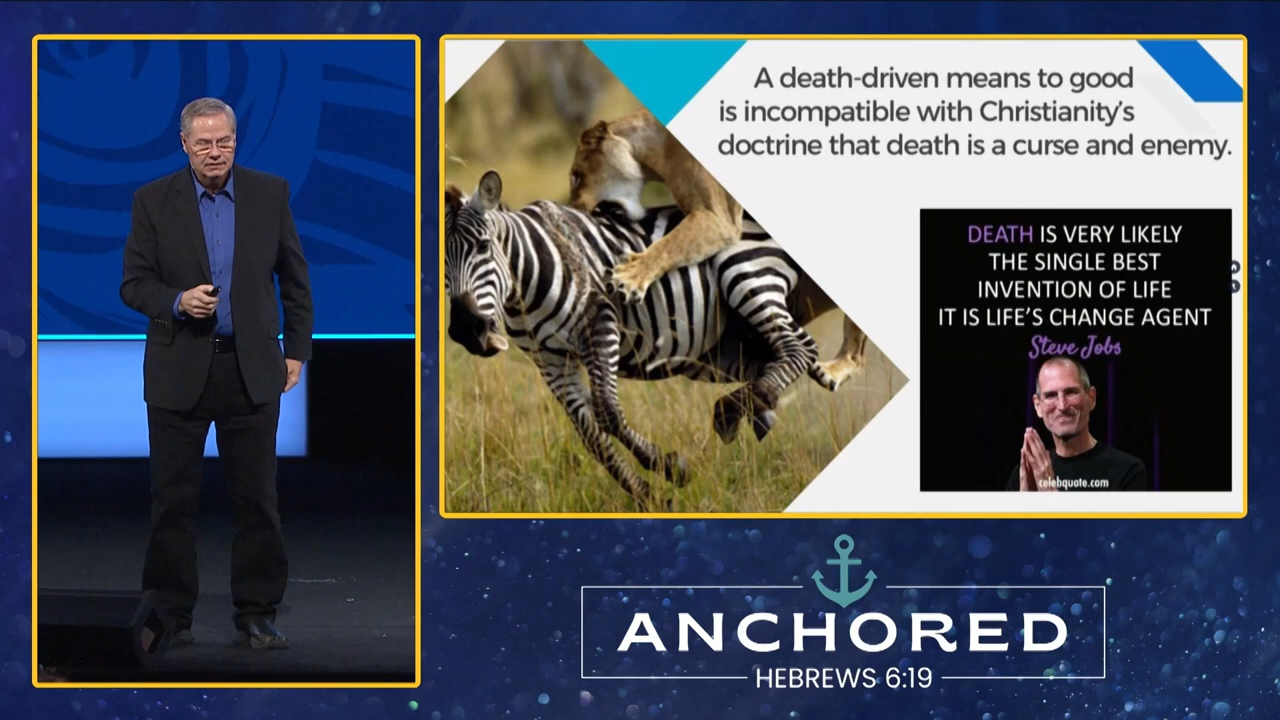 A death-driven means to good
is incompatible with Christianity's
doctrine that death is a curse and enemy.
DEATH IS VERY LIKELY
THE SINGLE BEST
INVENTION OF LIFE
IT IS LIFE'S CHANGE AGENT
Steve Jobs
celebquote.com
ANCHORED
HEBREWS 6:19